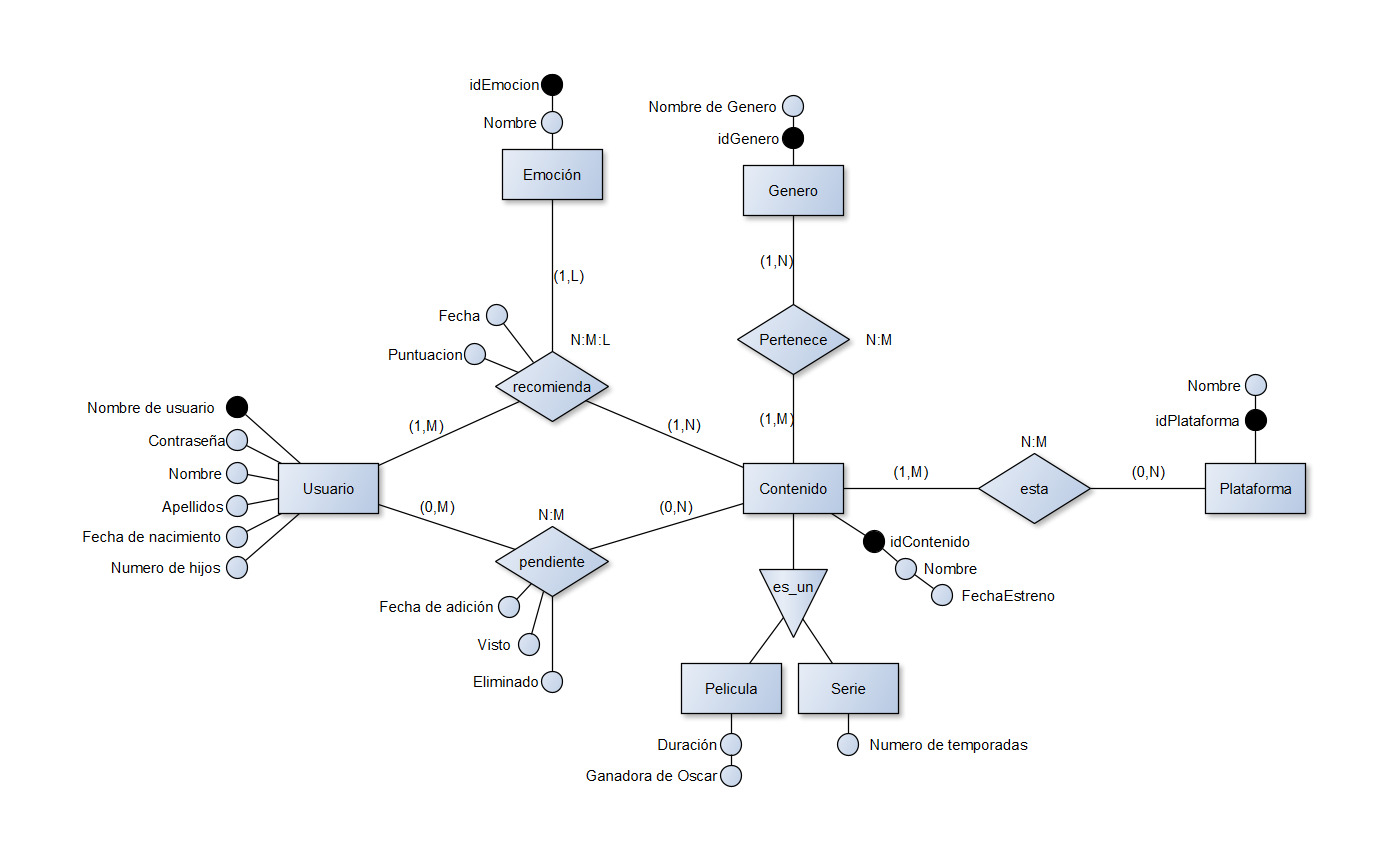 idEmocion
Nombre
Emoción
Nombre de Genero
idGenero
Genero
(1,L)
(1,N)
Fecha
Puntuacion
N:M:L
recomienda
Pertenece
N:M
(1,M)
(1,N)
(1,M)
Nombre de usuario
Contraseña
Nombre
Apellidos
Fecha de nacimiento
Numero de hijos
Usuario
Contenido
(1,M)
N:M
esta
(0,N)
Nombre
idPlataforma
Plataforma
(0,M)
N:M
(0,N)
pendiente
Fecha de adición
Visto
Eliminado
idContenido
Nombre
FechaEstreno
es_un
Pelicula
Serie
Duración
Ganadora de Oscar
Numero de temporadas